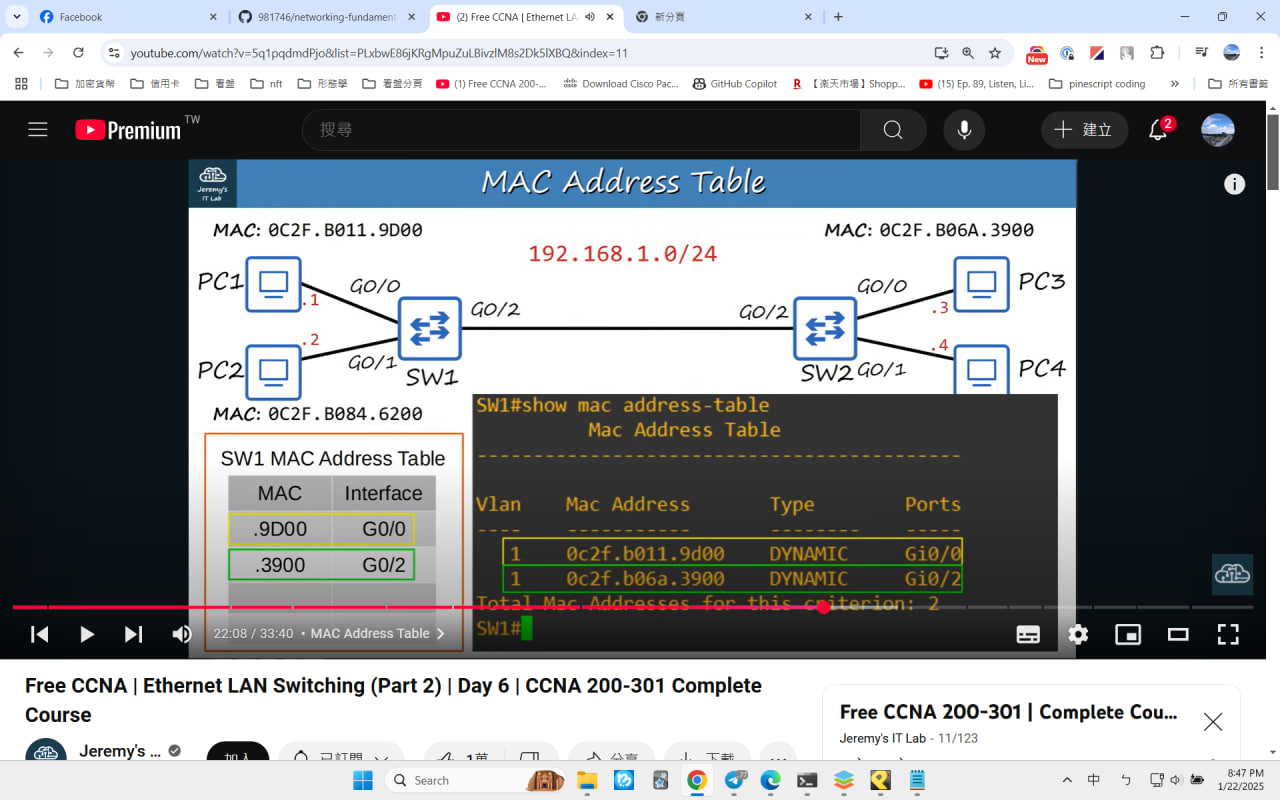 Facebook
981746/networking-fundament
(2) Free CCNA | Ethernet LA
新分頁
youtube.com/watch?v=5q1pqdmdPjo&list=PLxbwE86jKRgMpuZuLBivzlM8s2Dk5lXBQ&index=11
New
加密貨幣
信用卡
看盤
nft
形態學
看盤分頁
(1) Free CCNA 200-...
Download Cisco Pac...
GitHub Copilot
【楽天市場】Shopp...
(15) Ep. 89, Listen, Li...
pinescript coding
所有書籤
Premium TW
搜尋
建立
2
Jeremy's
IT Lab
MAC Address Table
MAC: 0C2F.B011.9D00
MAC: 0C2F.B06A.3900
192.168.1.0/24
PC1
.1
G0/0
G0/2
G0/2
G0/0
.3
PC3
PC2
.2
G0/1
SW1
SW2
G0/1
.4
PC4
MAC: 0C2F.B084.6200
SW1 MAC Address Table
MAC Interface
.9D00 G0/0
.3900 G0/2
SW1#show mac address-table
Mac Address Table
-------------------------------------------
Vlan Mac Address Type Ports
---- ----------- -------- -----
1 0c2f.b011.9d00 DYNAMIC Gi0/0
1 0c2f.b06a.3900 DYNAMIC Gi0/2
Total Mac Addresses for this criterion: 2
SW1#
22:08 / 33:40 • MAC Address Table
Free CCNA | Ethernet LAN Switching (Part 2) | Day 6 | CCNA 200-301 Complete
Course
Free CCNA 200-301 | Complete Cou...
Jeremy's IT Lab - 11/123
Jeremy's ...
加入
已訂閱
1萬
分享
下載
Search
中
8:47 PM
1/22/2025